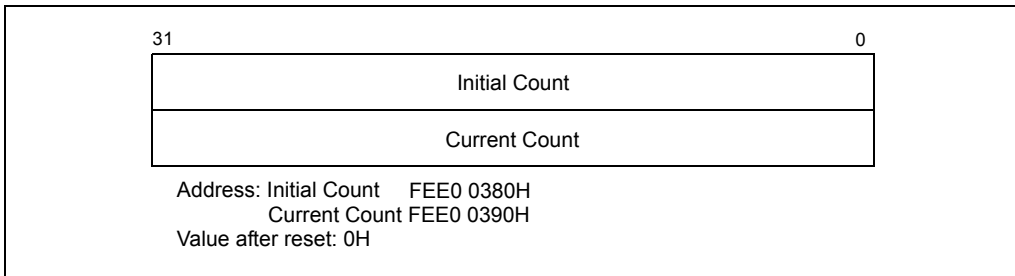 31 0
Initial Count
Current Count
Address: Initial Count FEE0 0380H
Current Count FEE0 0390H
Value after reset: 0H